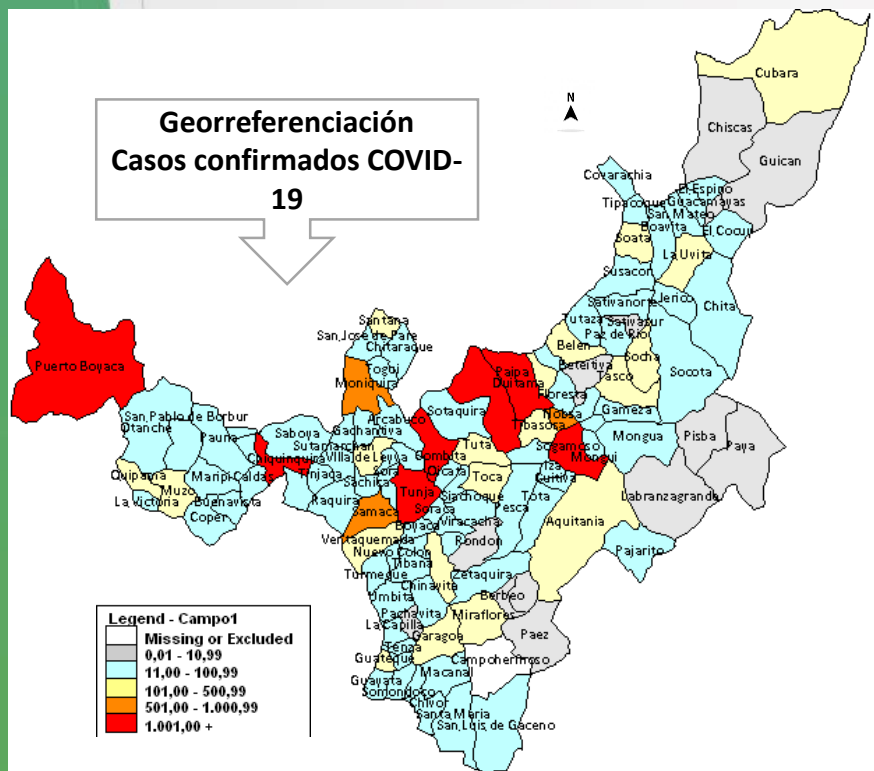 Georreferenciación
Casos confirmados COVID-
19
N
Cubara
Chiscas
Guican
Covarachia
El Espino
Tipacoque
Guacamayas
San Mateo
Boavita
El Cocuy
Soata
La Uvita
Susacon
Sativanorte
Jerico
Chita
Tutaza
Sativasur
Paz de Rio
Belen
Socha
Beteitiva
Tasco
Socota
Santana
San Jose de Pare
Chitaraque
Togui
Moniquira
Puerto Boyaca
Paipa
Duitama
Floresta
Nobsa
Gameza
Tibasosa
Mongua
Pisba
Paya
Sogamoso
Mongui
San Pablo de Borbur
Otanche
Pauna
Saboya
Arcabuco
Sotaquira
Gachantiva
Sutamarchan
Chiquinquira
Villa de Leyva
Combita
Tuta
Tinjaca
Sora
Oicata
Toca
Iza
Cuitiva
Quipama
Maripi
Caldas
Sachica
Tunja
Siachoque
Tota
Labranzagrande
Muzo
La Victoria
Buenavista
Raquira
Samaca
Soraca
Pesca
Coper
Boyaca
Viracacha
Aquitania
Ventaquemada
Rondon
Nuevo Colon
Tibana
Pajarito
Turmeque
Chinavita
Zetaquira
Umbita
Berbeo
Pachavita
Miraflores
La Capilla
Garagoa
Paez
Tenza
Guateque
Campohermoso
Guayata
Macanal
Somondoco
Chivor
Santa Maria
San Luis de Gaceno
Legend - Campo1
Missing or Excluded
0,01 - 10,99
11,00 - 100,99
101,00 - 500,99
501,00 - 1.000,99
1.001,00 +